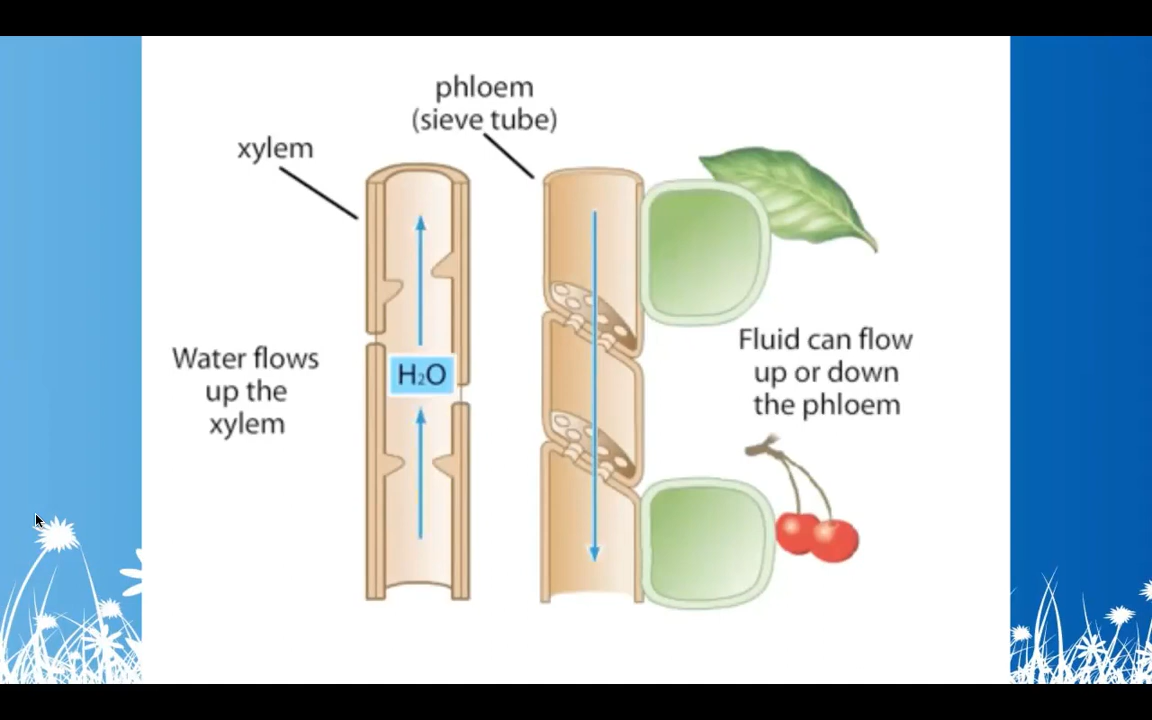 phloem
(sieve tube)
xylem
Water flows
up the
xylem
H₂O
Fluid can flow
up or down
the phloem